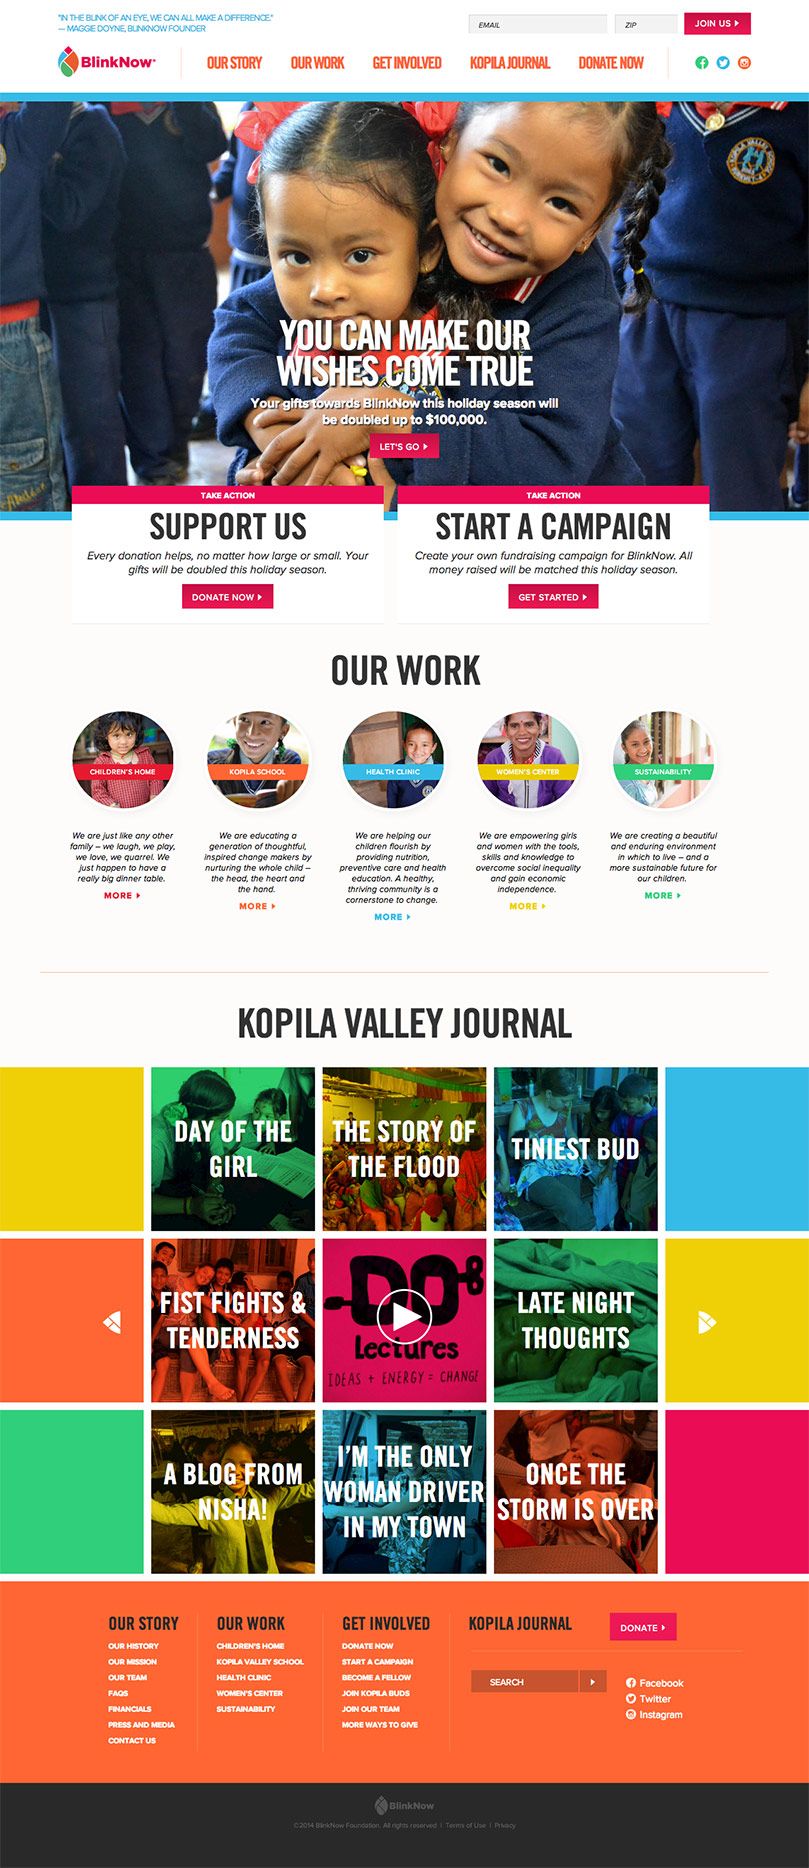 "IN THE BLINK OF AN EYE, WE CAN ALL MAKE A DIFFERENCE."
— MAGGIE DOYNE, BLINKNOW FOUNDER
EMAIL
ZIP
JOIN US
BlinkNow
OUR STORY
OUR WORK
GET INVOLVED
KOPILA JOURNAL
DONATE NOW
KOPILA VALLEY SCHOOL
YOU CAN MAKE OUR
WISHES COME TRUE
Your gifts towards BlinkNow this holiday season will
be doubled up to $100,000.
LET'S GO
TAKE ACTION
SUPPORT US
Every donation helps, no matter how large or small. Your
gifts will be doubled this holiday season.
DONATE NOW
TAKE ACTION
START A CAMPAIGN
Create your own fundraising campaign for BlinkNow. All
money raised will be matched this holiday season.
GET STARTED
OUR WORK
CHILDREN'S HOME
We are just like any other
family – we laugh, we play,
we love, we quarrel. We
just happen to have a
really big dinner table.
MORE
KOPILA SCHOOL
We are educating a
generation of thoughtful,
inspired change makers by
nurturing the whole child –
the head, the heart and
the hand.
MORE
HEALTH CLINIC
We are helping our
children flourish by
providing nutrition,
preventive care and health
education. A healthy,
thriving community is a
cornerstone to change.
MORE
WOMEN'S CENTER
We are empowering girls
and women with the tools,
skills and knowledge to
overcome social inequality
and gain economic
independence.
MORE
SUSTAINABILITY
We are creating a beautiful
and enduring environment
in which to live – and a
more sustainable future for
our children.
MORE
KOPILA VALLEY JOURNAL
DAY OF THE
GIRL
THE STORY OF
THE FLOOD
TINIEST BUD
FIST FIGHTS &
TENDERNESS
DO
Lectures
IDEAS + ENERGY = CHANGE
LATE NIGHT
THOUGHTS
A BLOG FROM
NISHA!
I'M THE ONLY
WOMAN DRIVER
IN MY TOWN
ONCE THE
STORM IS OVER
OUR STORY
OUR HISTORY
OUR MISSION
OUR TEAM
FAQS
FINANCIALS
PRESS AND MEDIA
CONTACT US
OUR WORK
CHILDREN'S HOME
KOPILA VALLEY SCHOOL
HEALTH CLINIC
WOMEN'S CENTER
SUSTAINABILITY
GET INVOLVED
DONATE NOW
START A CAMPAIGN
BECOME A FELLOW
JOIN KOPILA BUDS
JOIN OUR TEAM
MORE WAYS TO GIVE
KOPILA JOURNAL
DONATE
SEARCH
Facebook
Twitter
Instagram
BlinkNow
©2014 BlinkNow Foundation. All rights reserved | Terms of Use | Privacy